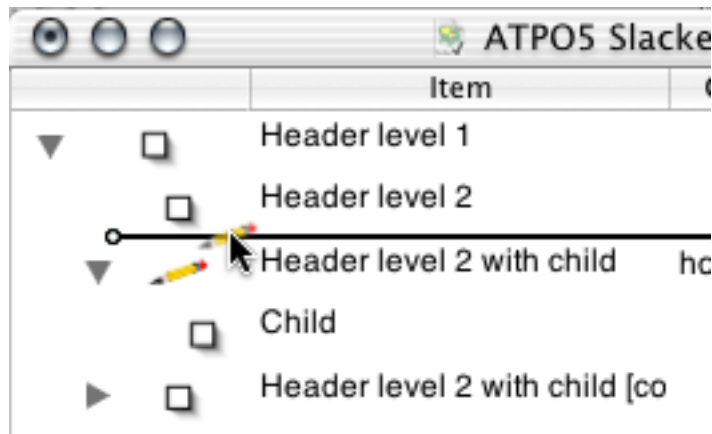 ATPO5 Slacke
Item
Header level 1
Header level 2
Header level 2 with child
Child
Header level 2 with child [co